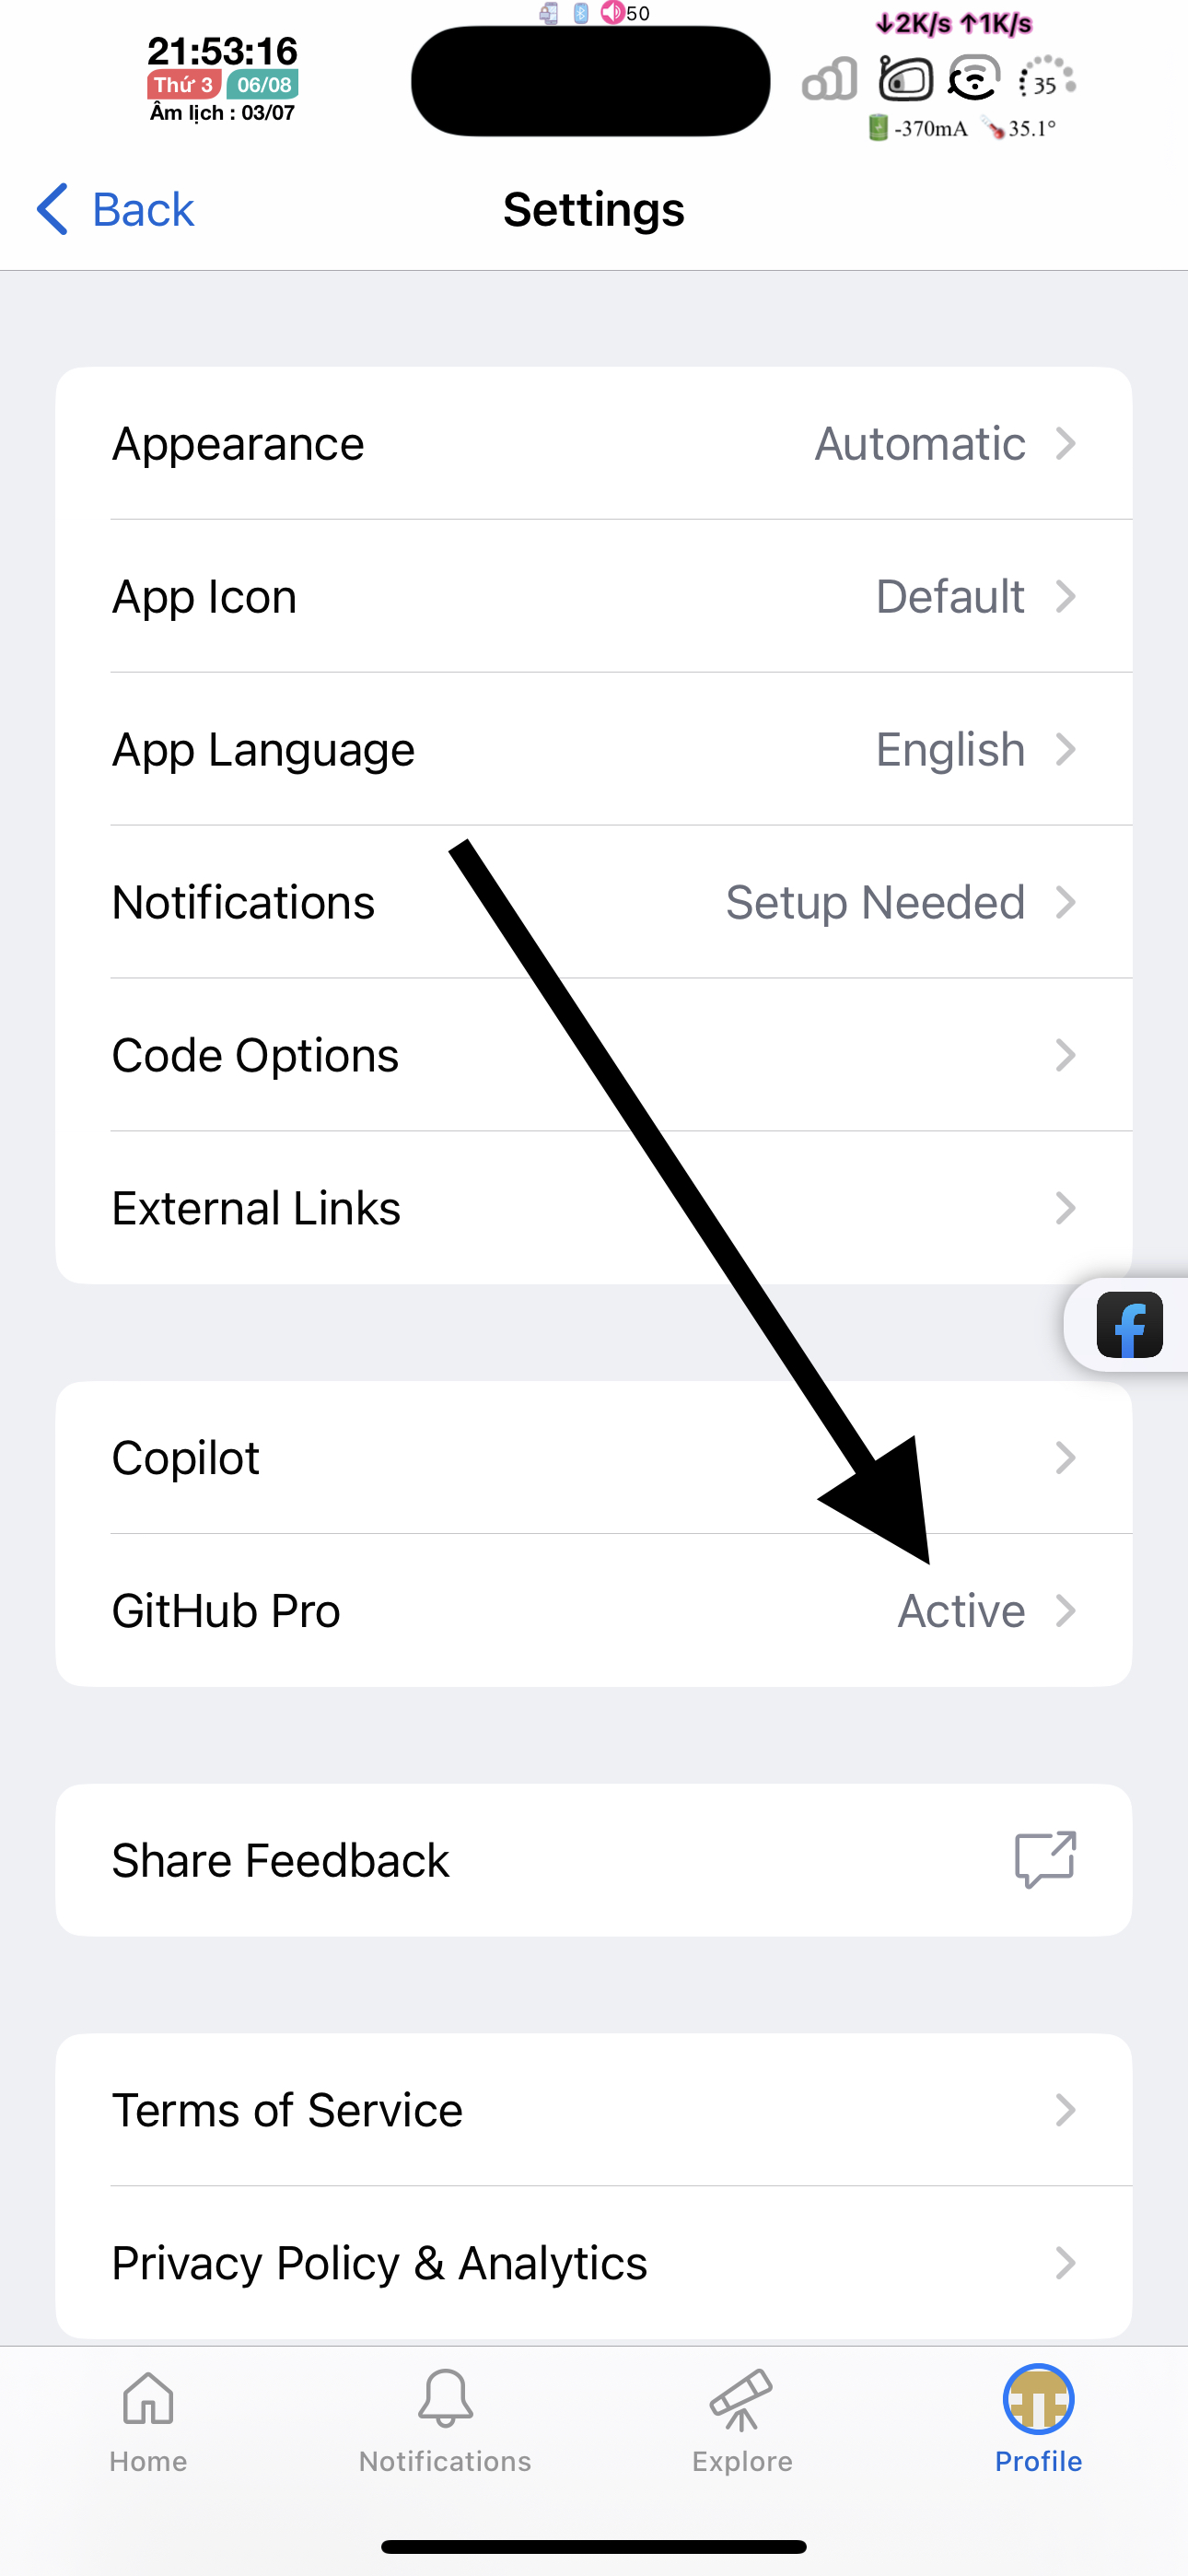 50
21:53:16
Thứ 3 06/08
Âm lịch : 03/07
↓2K/s ↑1K/s
35
-370mA 35.1°
Back
Settings
Appearance Automatic
App Icon Default
App Language English
Notifications Setup Needed
Code Options
External Links
Copilot
GitHub Pro Active
Share Feedback
Terms of Service
Privacy Policy & Analytics
Home Notifications Explore Profile